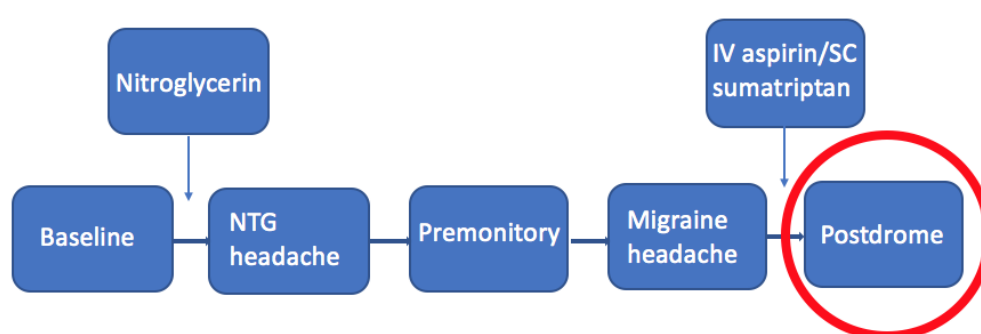 Nitroglycerin
IV aspirin/SC
sumatriptan
Baseline
NTG
headache
Premonitory
Migraine
headache
Postdrome